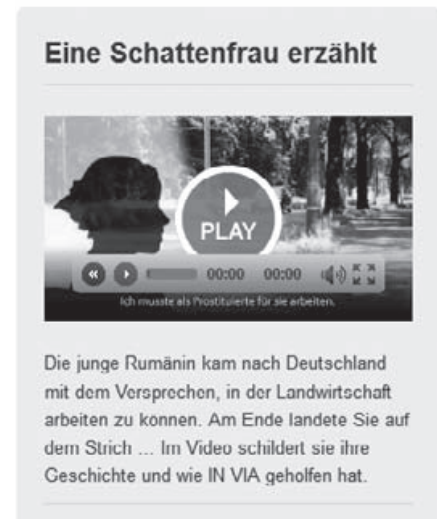 Eine Schattenfrau erzählt
PLAY
00:00 00:00
Ich musste als Prostituierte für sie arbeiten.
Die junge Rumänin kam nach Deutschland
mit dem Versprechen, in der Landwirtschaft
arbeiten zu können. Am Ende landete Sie auf
dem Strich ... Im Video schildert sie ihre
Geschichte und wie IN VIA geholfen hat.